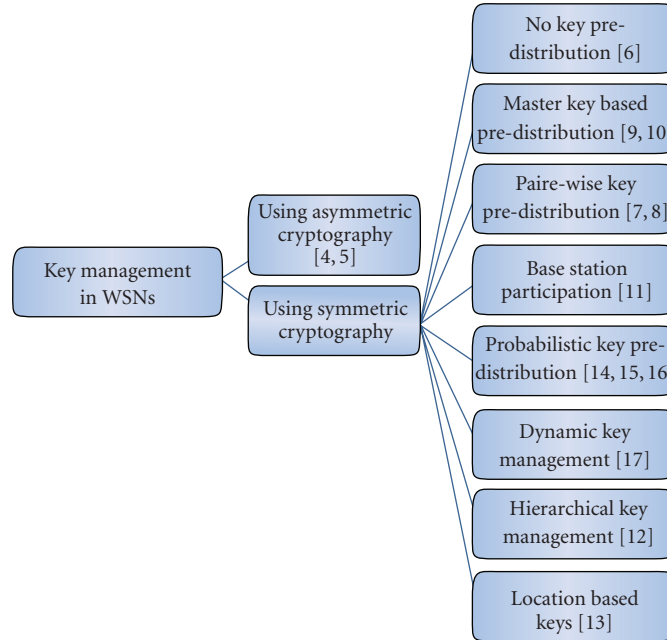 Key management
in WSNs
Using asymmetric
cryptography
[4, 5]
Using symmetric
cryptography
No key pre-
distribution [6]
Master key based
pre-distribution [9, 10
Paire-wise key
pre-distribution [7, 8]
Base station
participation [11]
Probabilistic key pre-
distribution [14, 15, 16
Dynamic key
management [17]
Hierarchical key
management [12]
Location based
keys [13]